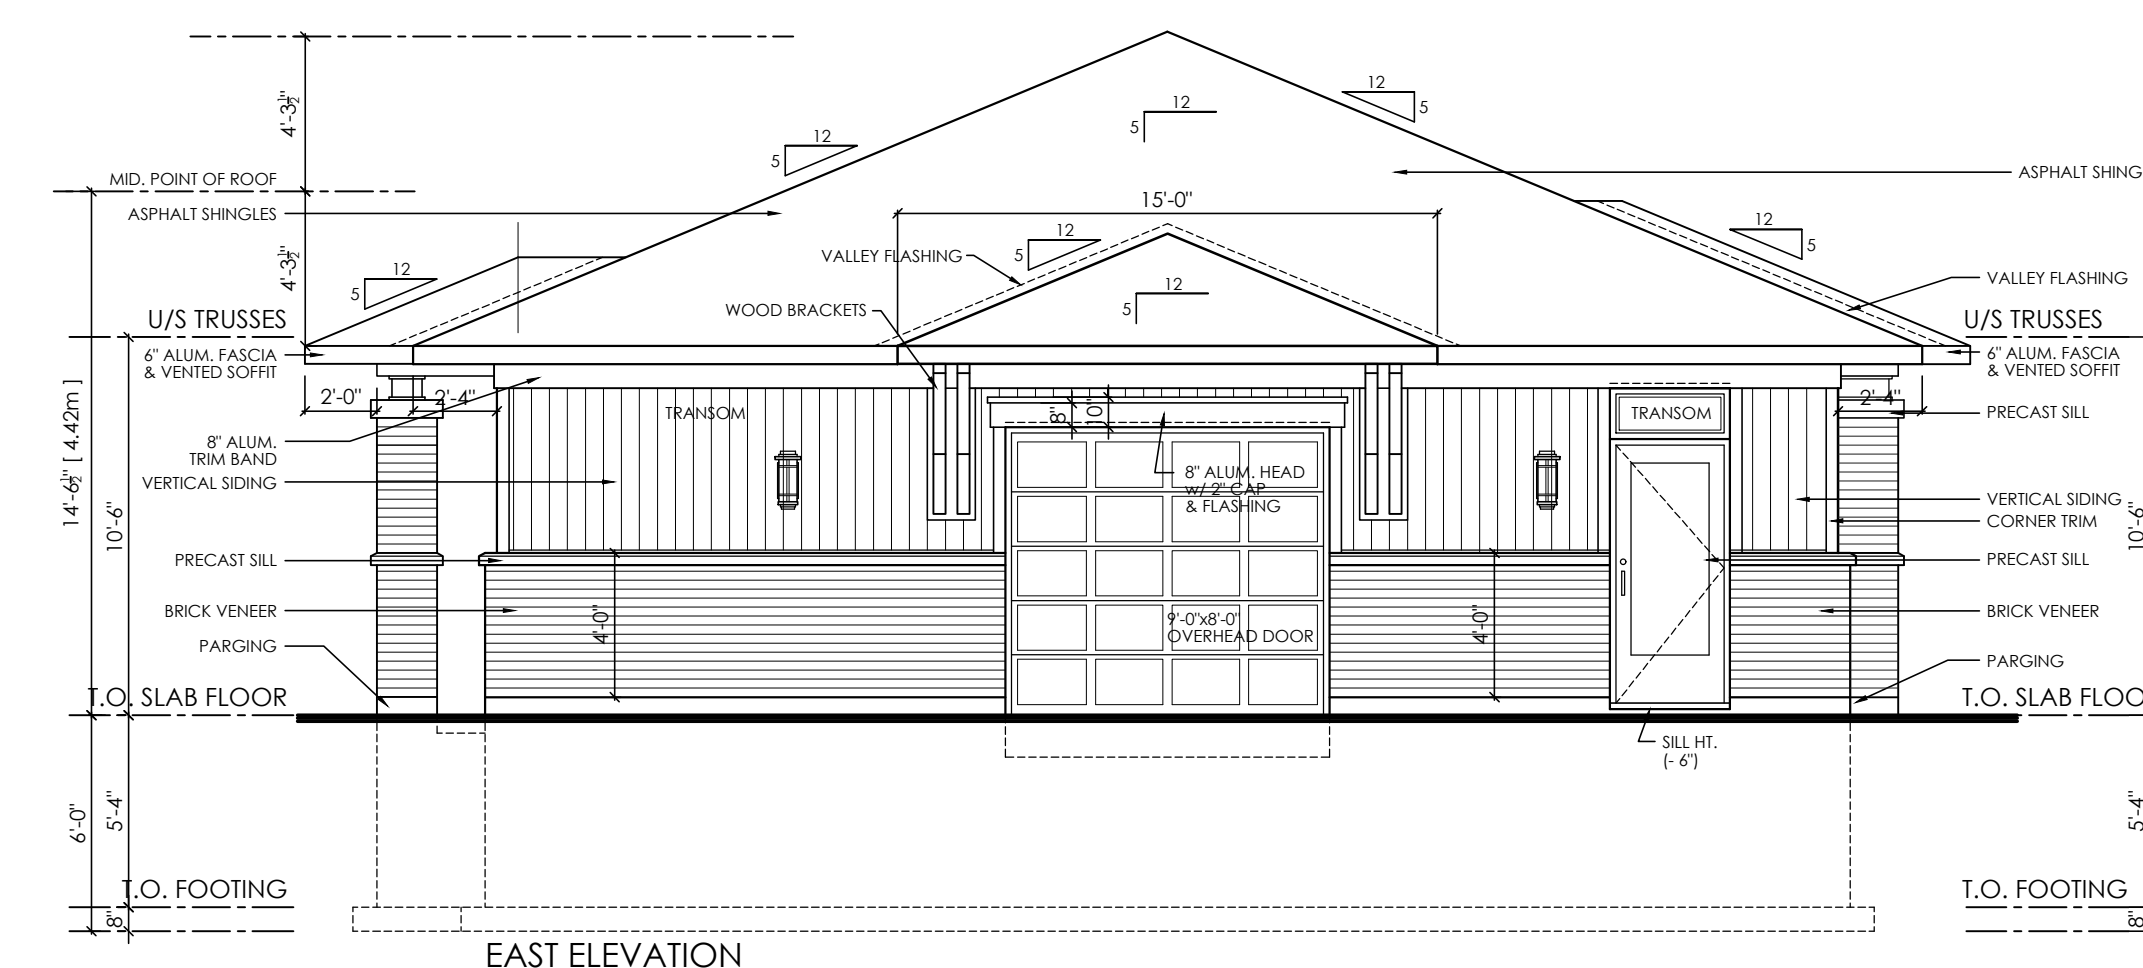 12
5
12
5
12
5
4'-3½"
MID. POINT OF ROOF
ASPHALT SHINGLES
ASPHALT SHING
15'-0"
12
5
12
5
VALLEY FLASHING
12
5
4'-3½"
12
5
VALLEY FLASHING
WOOD BRACKETS
U/S TRUSSES
U/S TRUSSES
6" ALUM. FASCIA
& VENTED SOFFIT
6" ALUM. FASCIA
& VENTED SOFFIT
2'-0"
2'-4"
2'-4"
TRANSOM
8"
10"
TRANSOM
PRECAST SILL
8" ALUM.
TRIM BAND
14'-6½" [ 4.42m ]
VERTICAL SIDING
8" ALUM. HEAD
w/ 2" CAP
& FLASHING
VERTICAL SIDING
CORNER TRIM
10'-6"
10'-6"
PRECAST SILL
PRECAST SILL
BRICK VENEER
4'-0"
9'-0"x8'-0"
OVERHEAD DOOR
4'-0"
BRICK VENEER
PARGING
PARGING
T.O. SLAB FLOOR
T.O. SLAB FLOO
SILL HT.
(- 6")
6'-0"
5'-4"
5'-4"
T.O. FOOTING
T.O. FOOTING
8"
8"
EAST ELEVATION